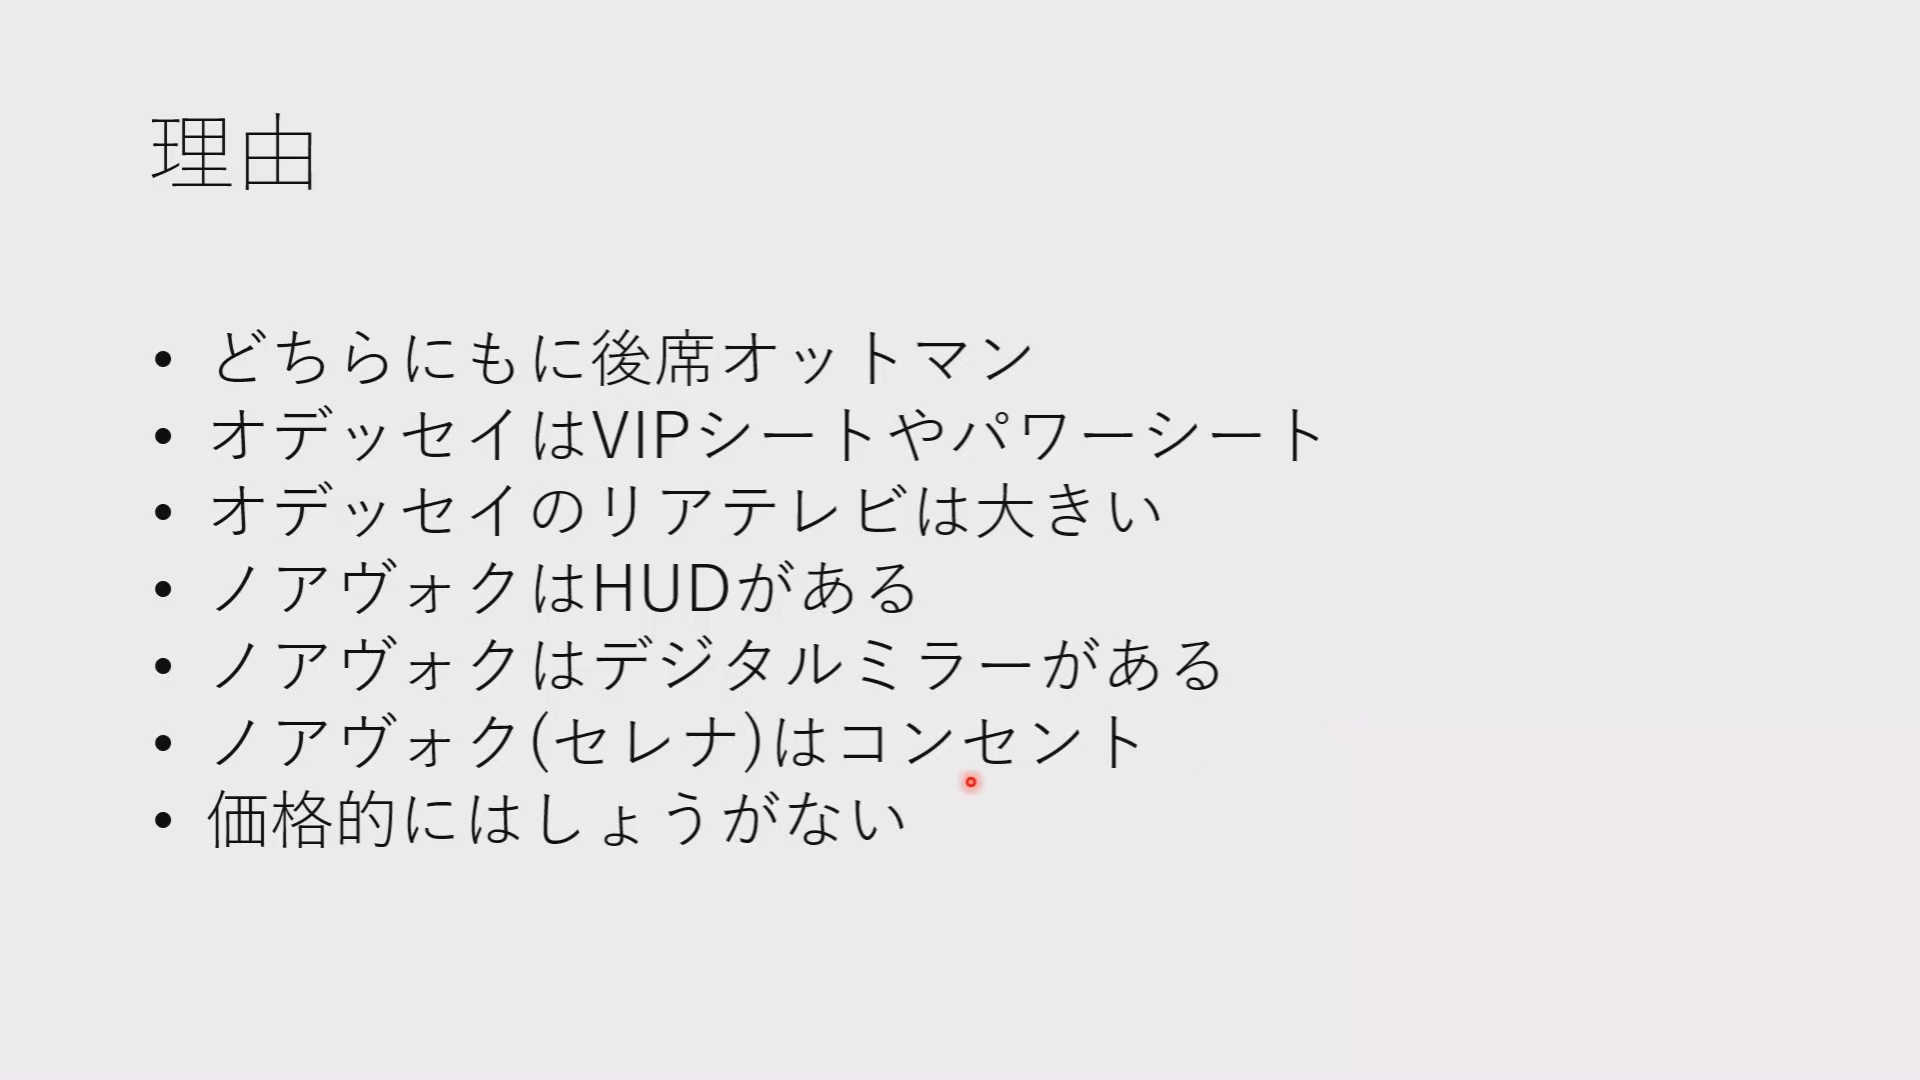 理由
• どちらにもに後席オットマン
• オデッセイはVIPシートやパワーシート
• オデッセイのリアテレビは大きい
• ノアヴォクはHUDがある
• ノアヴォクはデジタルミラーがある
• ノアヴォク(セレナ)はコンセント
• 価格的にはしょうがない